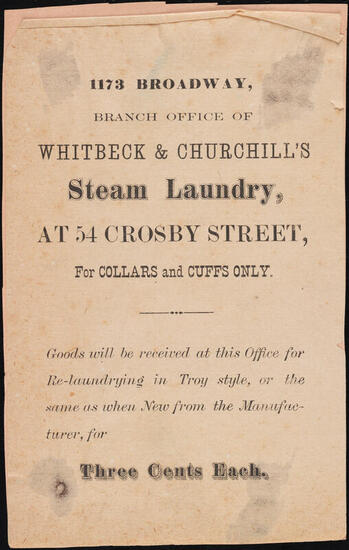 1173 BROADWAY,
BRANCH OFFICE OF
WHITBECK & CHURCHILL'S
Steam Laundry,
AT 54 CROSBY STREET,
For COLLARS and CUFFS ONLY.
Goods will be received at this Office for
Re-laundrying in Troy style, or the
same as when New from the Manufac-
turer, for
Three Cents Each.